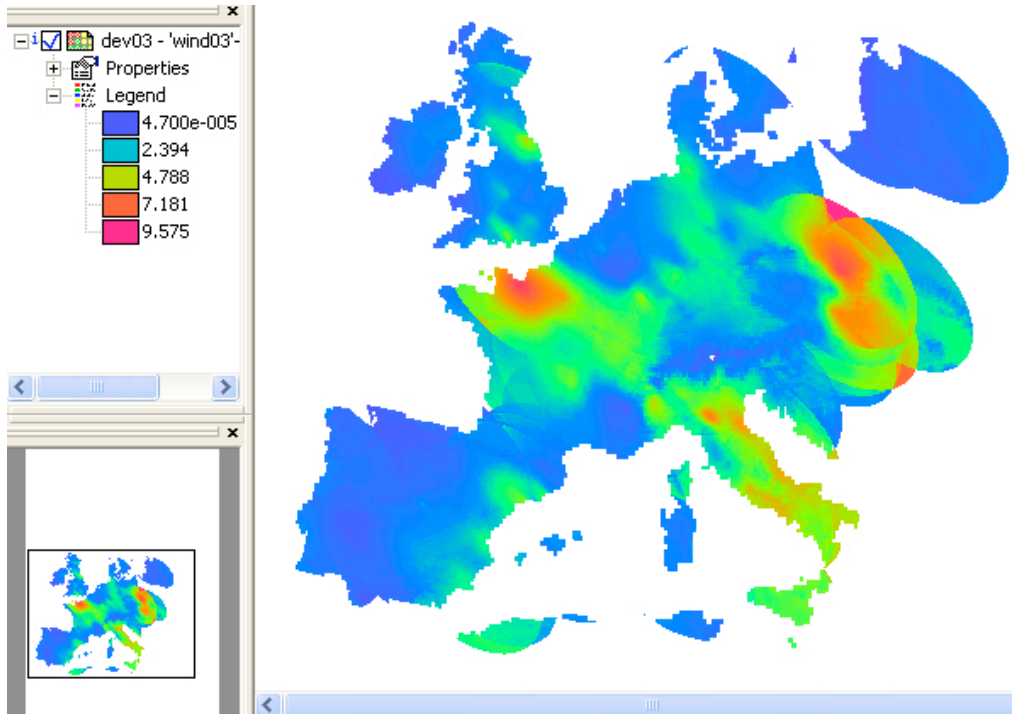 dev03 - 'wind03'-
Properties
Legend
4.700e-005
2.394
4.788
7.181
9.575